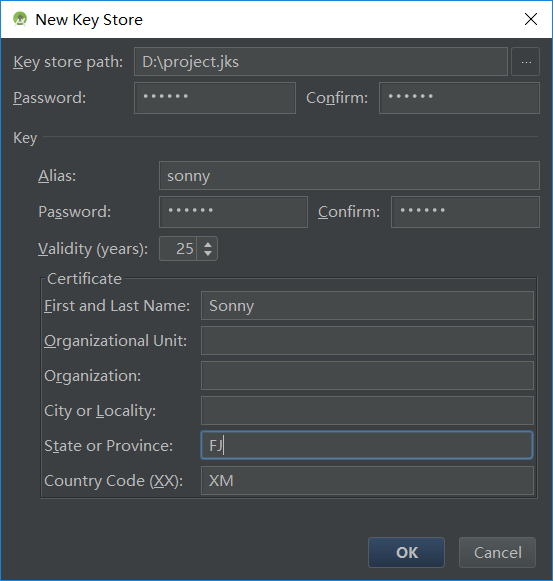 New Key Store
Key store path: D:\project.jks ...
Password: •••••• Confirm: ••••••
Key
Alias: sonny
Password: •••••• Confirm: ••••••
Validity (years): 25
Certificate
First and Last Name: Sonny
Organizational Unit:
Organization:
City or Locality:
State or Province: FJ
Country Code (XX): XM
OK Cancel